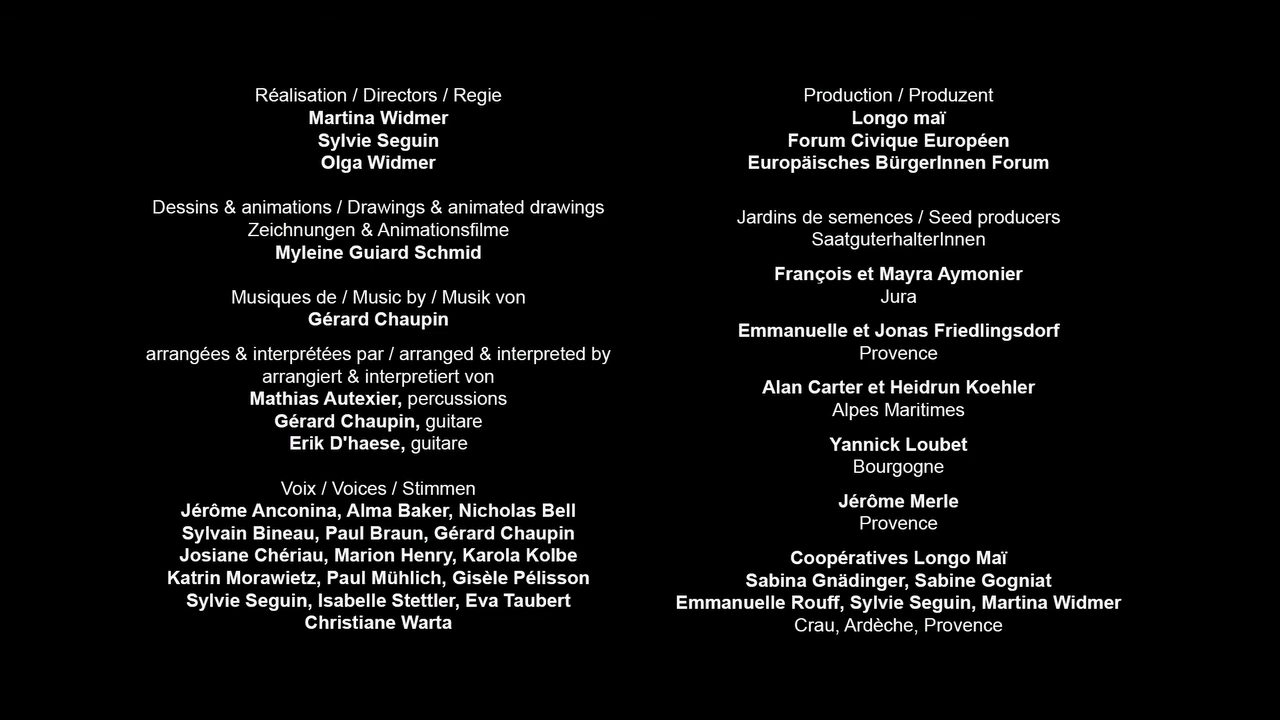 Réalisation / Directors / Regie
Martina Widmer
Sylvie Seguin
Olga Widmer
Dessins & animations / Drawings & animated drawings
Zeichnungen & Animationsfilme
Myleine Guiard Schmid
Musiques de / Music by / Musik von
Gérard Chaupin
arrangées & interprétées par / arranged & interpreted by
arrangiert & interpretiert von
Mathias Autexier, percussions
Gérard Chaupin, guitare
Erik D'haese, guitare
Voix / Voices / Stimmen
Jérôme Anconina, Alma Baker, Nicholas Bell
Sylvain Bineau, Paul Braun, Gérard Chaupin
Josiane Chériau, Marion Henry, Karola Kolbe
Katrin Morawietz, Paul Mühlich, Gisèle Pélisson
Sylvie Seguin, Isabelle Stettler, Eva Taubert
Christiane Warta
Production / Produzent
Longo maï
Forum Civique Européen
Europäisches BürgerInnen Forum
Jardins de semences / Seed producers
SaatguterhalterInnen
François et Mayra Aymonier
Jura
Emmanuelle et Jonas Friedlingsdorf
Provence
Alan Carter et Heidrun Koehler
Alpes Maritimes
Yannick Loubet
Bourgogne
Jérôme Merle
Provence
Coopératives Longo Maï
Sabina Gnädinger, Sabine Gogniat
Emmanuelle Rouff, Sylvie Seguin, Martina Widmer
Crau, Ardèche, Provence